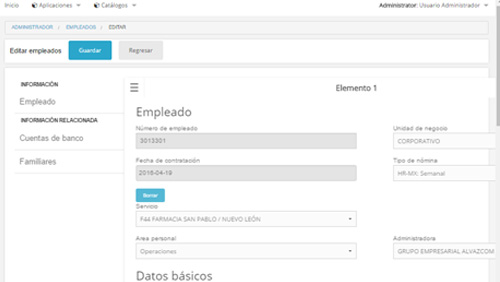 Inicio Aplicaciones Catálogos Administrator: Usuario Administrador
ADMINISTRADOR / EMPLEADOS / EDITAR
Editar empleados Guardar Regresar
INFORMACIÓN
Empleado
INFORMACIÓN RELACIONADA
Cuentas de banco
Familiares
Elemento 1
Empleado
Número de empleado Unidad de negocio
3013301 CORPORATIVO
Fecha de contratación Tipo de nómina
2016-04-19 HR-MX: Semanal
Borrar
Servicio
F44 FARMACIA SAN PABLO / NUEVO LEÓN
Area personal Administradora
Operaciones GRUPO EMPRESARIAL ALVAZCOM
Datos básicos